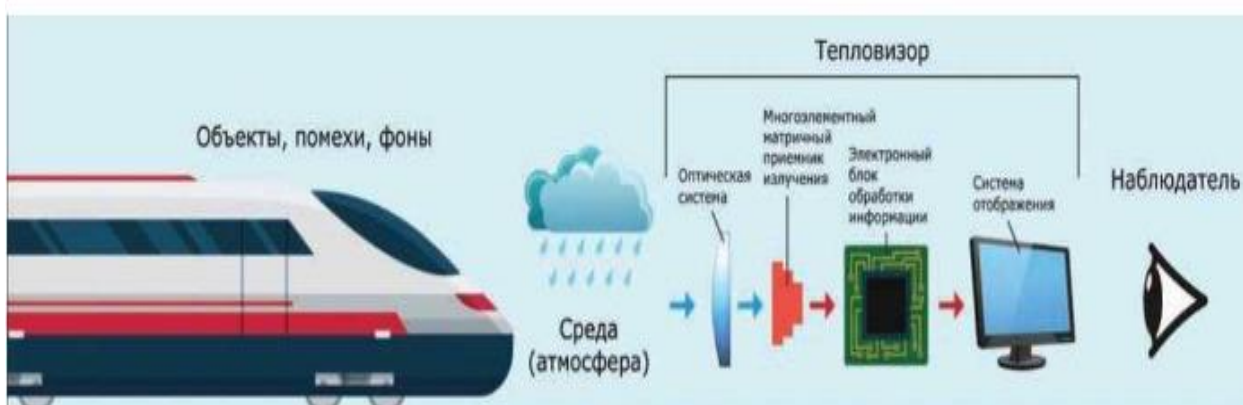 Тепловизор
Объекты, помехи, фоны
Среда
(атмосфера)
Оптическая
система
Многоэлементный
матричный
приемник
излучения
Электронный
блок
обработки
информации
Система
отображения
Наблюдатель